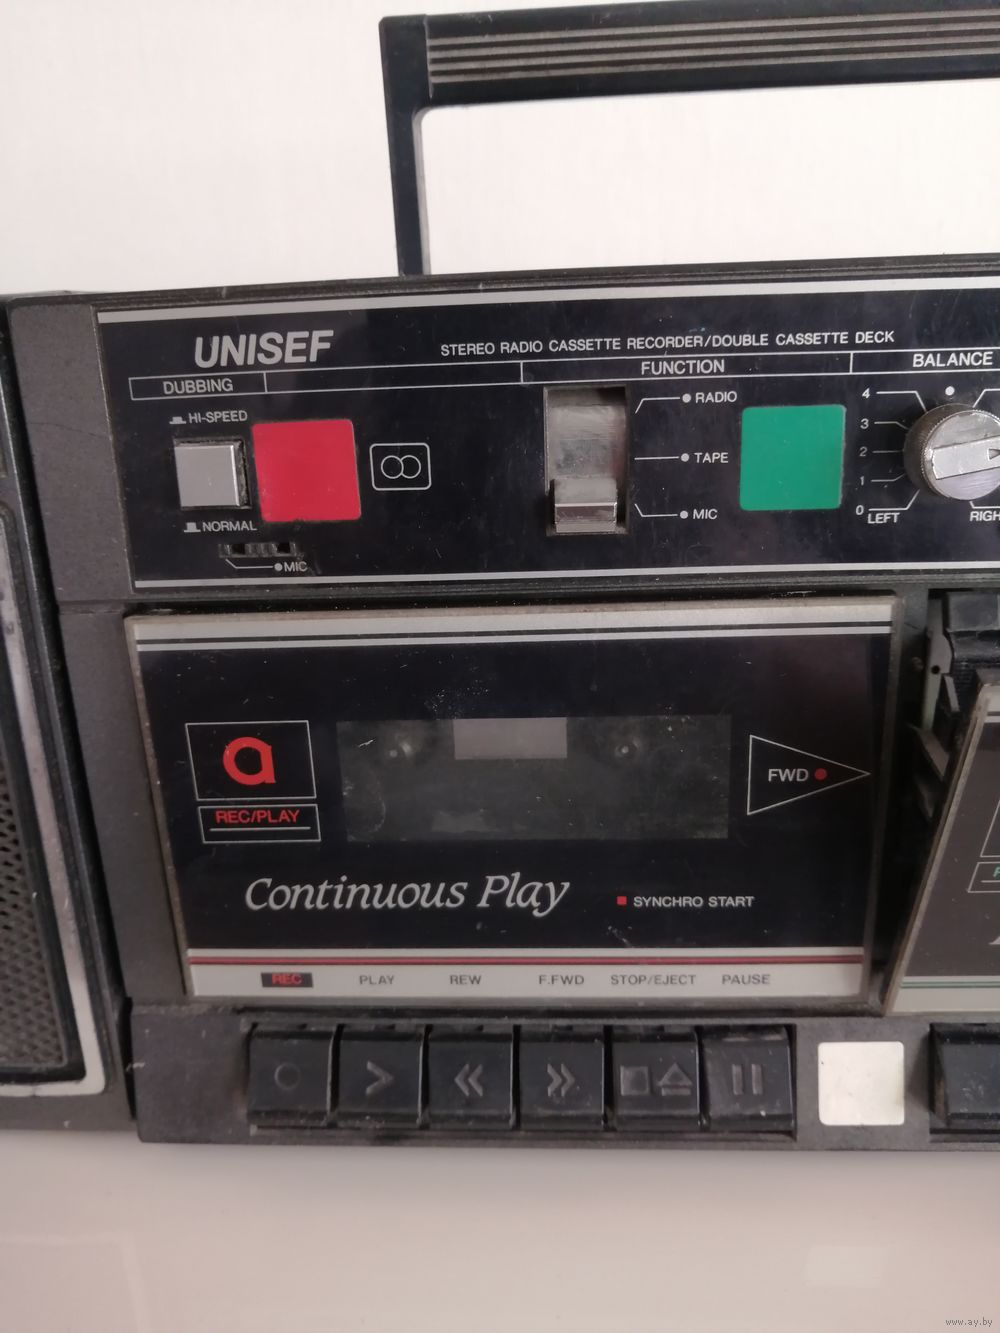 UNISEF
STEREO RADIO CASSETTE RECORDER/DOUBLE CASSETTE DECK
DUBBING
FUNCTION
BALANCE
HI-SPEED
NORMAL
MIC
RADIO
TAPE
MIC
4
3
2
1
0
LEFT
RIGH
a
REC/PLAY
FWD
Continuous Play
SYNCHRO START
REC PLAY REW F.FWD STOP/EJECT PAUSE
www.ay.by